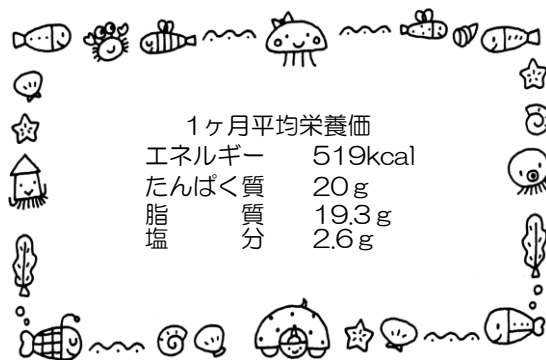 1ヶ月平均栄養価
エネルギー 519kcal
たんぱく質 20g
脂質 19.3g
塩分 2.6g